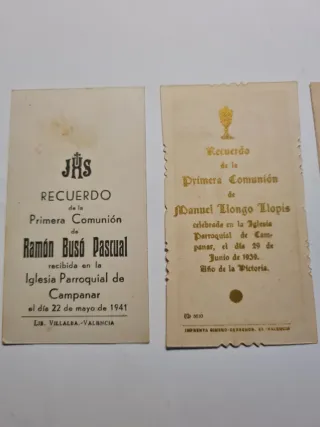 JHS
RECUERDO
de la
Primera Comunión
de
Ramón Busó Pascual
recibida en la
Iglesia Parroquial de
Campanar
el día 22 de mayo de 1941
LIB. VILLALBA.-VALENCIA
Recuerdo
de la
Primera Comunión
de
Manuel Llongo Llopis
celebrada en la Iglesia
Parroquial de Cam-
panar, el día 29 de
Junio de 1939.
Año de la Victoria.